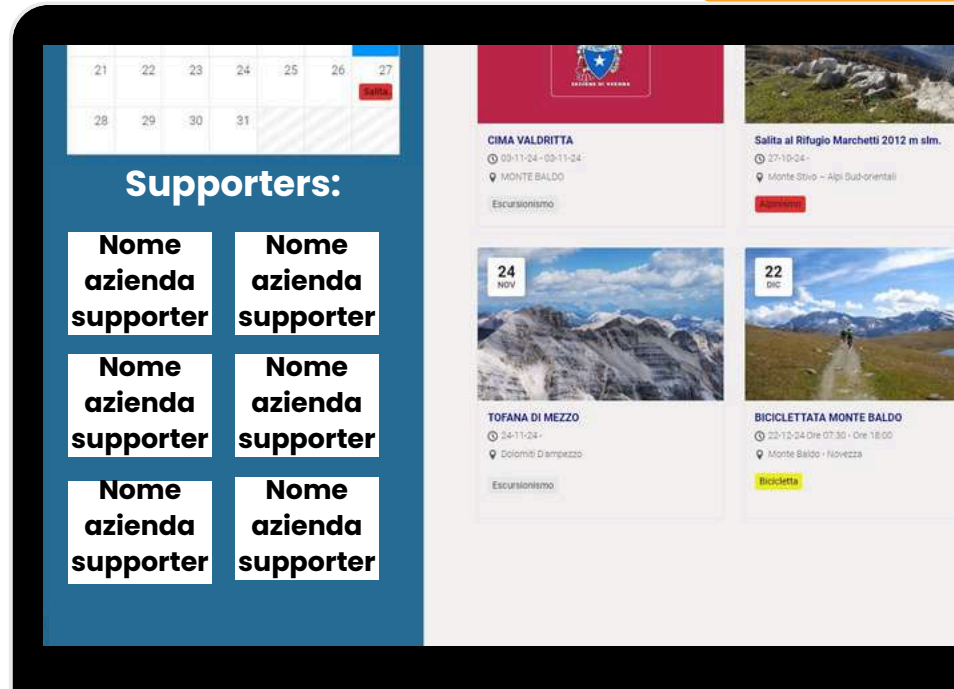 21 22 23 24 25 26 27
Salita
28 29 30 31
Supporters:
Nome
azienda
supporter
Nome
azienda
supporter
Nome
azienda
supporter
Nome
azienda
supporter
Nome
azienda
supporter
Nome
azienda
supporter
CIMA VALDRITTA
03-11-24 - 03-11-24
MONTE BALDO
Escursionismo
Salita al Rifugio Marchetti 2012 m slm.
27-10-24 -
Monte Stivo – Alpi Sud-orientali
Alpinismo
24
NOV
TOFANA DI MEZZO
24-11-24 -
Dolomiti D'ampezzo
Escursionismo
22
DIC
BICICLETTATA MONTE BALDO
22-12-24 Ore 07:30 - Ore 18:00
Monte Baldo - Novezza
Bicicletta